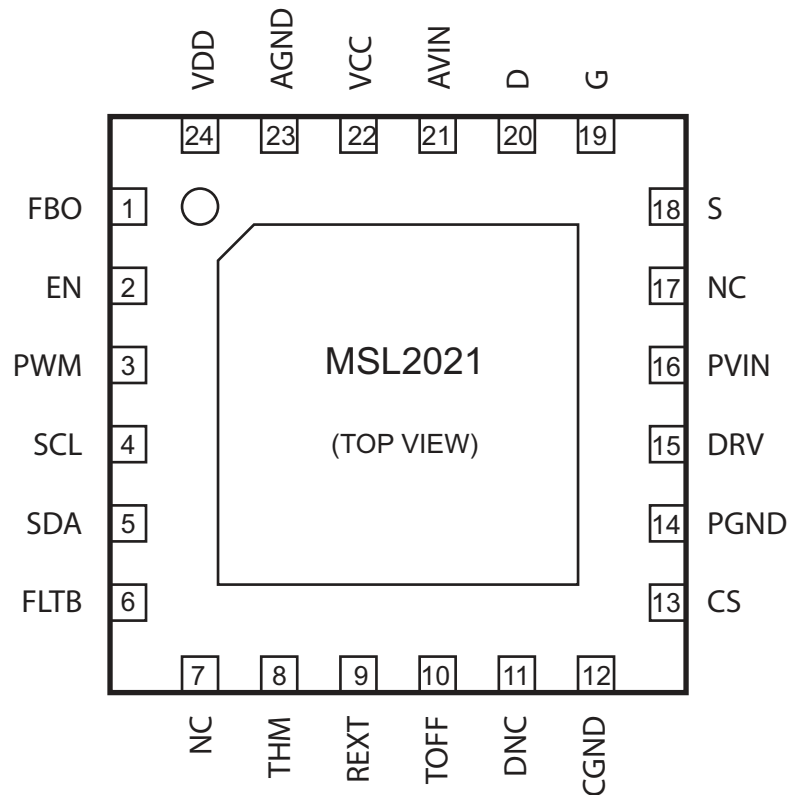 VDD AGND VCC AVIN D G
24 23 22 21 20 19
FBO 1 18 S
EN 2 17 NC
MSL2021
PWM 3 16 PVIN
(TOP VIEW)
SCL 4 15 DRV
SDA 5 14 PGND
FLTB 6 13 CS
7 8 9 10 11 12
NC THM REXT TOFF DNC CGND